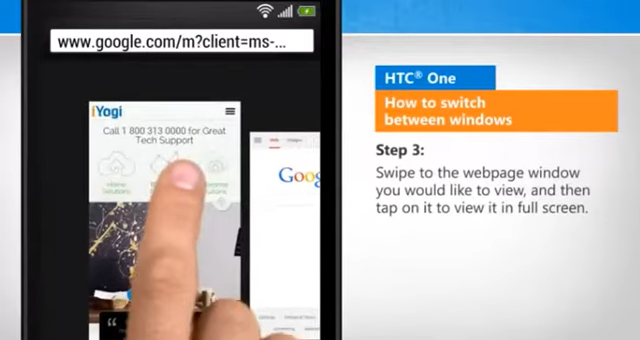 www.google.com/m?client=ms-...
iYogi
Call 1 800 313 0000 for Great
Tech Support
Goog
HTC® One
How to switch
between windows
Step 3:
Swipe to the webpage window
you would like to view, and then
tap on it to view it in full screen.